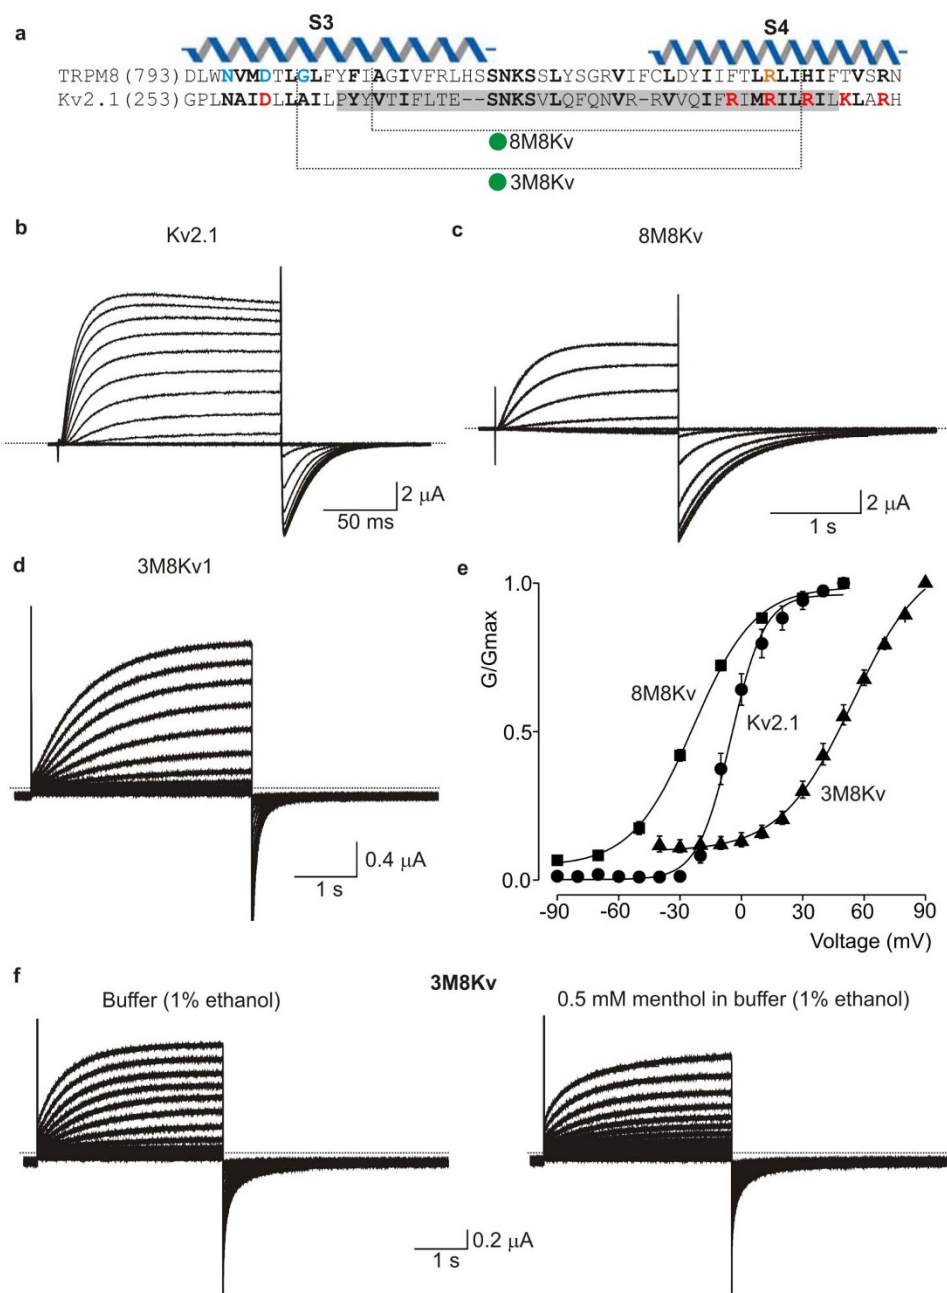 a
S3
S4
TRPM8(793)DLWNVMDTLGLFYFIAGIVFRLHSSNKSSLYSGRVIFCLDYIIFTLRLIHIFTVSRN
Kv2.1(253)GPLNAIDLLAILPYYVTIFLTE--SNKSVLQFQNVR-RVVQIFRIMRILRILKLARH
8M8Kv
3M8Kv
b
Kv2.1
c
8M8Kv
2 μA
50 ms
2 μA
1 s
d
3M8Kv1
0.4 μA
1 s
e
G/Gmax
1.0
0.5
0.0
8M8Kv
Kv2.1
3M8Kv
-90
-60
-30
0
30
60
90
Voltage (mV)
f
3M8Kv
Buffer (1% ethanol)
0.5 mM menthol in buffer (1% ethanol)
0.2 μA
1 s